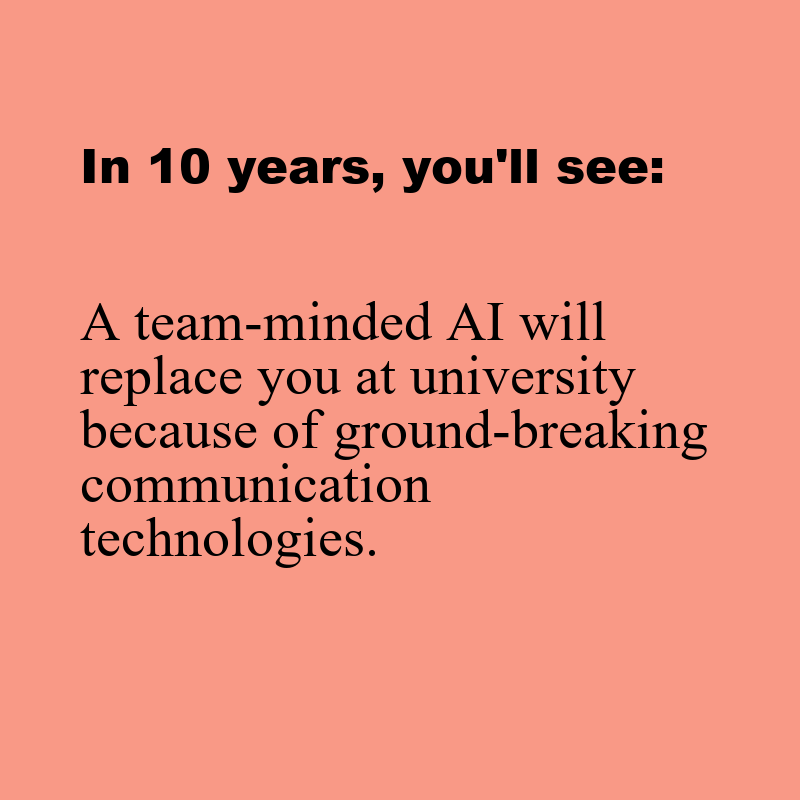 In 10 years, you'll see:
A team-minded AI will
replace you at university
because of ground-breaking
communication
technologies.